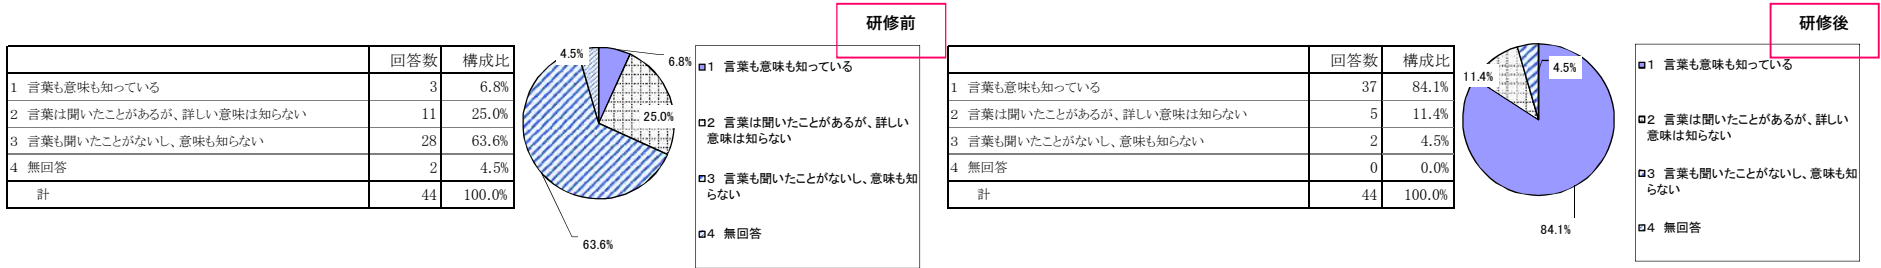 研修前
回答数 構成比
1 言葉も意味も知っている 3 6.8%
2 言葉は聞いたことがあるが、詳しい意味は知らない 11 25.0%
3 言葉も聞いたことがないし、意味も知らない 28 63.6%
4 無回答 2 4.5%
計 44 100.0%
4.5%
6.8%
25.0%
63.6%
1 言葉も意味も知っている
2 言葉は聞いたことがあるが、詳しい
意味は知らない
3 言葉も聞いたことがないし、意味も知
らない
4 無回答
研修後
回答数 構成比
1 言葉も意味も知っている 37 84.1%
2 言葉は聞いたことがあるが、詳しい意味は知らない 5 11.4%
3 言葉も聞いたことがないし、意味も知らない 2 4.5%
4 無回答 0 0.0%
計 44 100.0%
11.4%
4.5%
84.1%
1 言葉も意味も知っている
2 言葉は聞いたことがあるが、詳しい
意味は知らない
3 言葉も聞いたことがないし、意味も知
らない
4 無回答